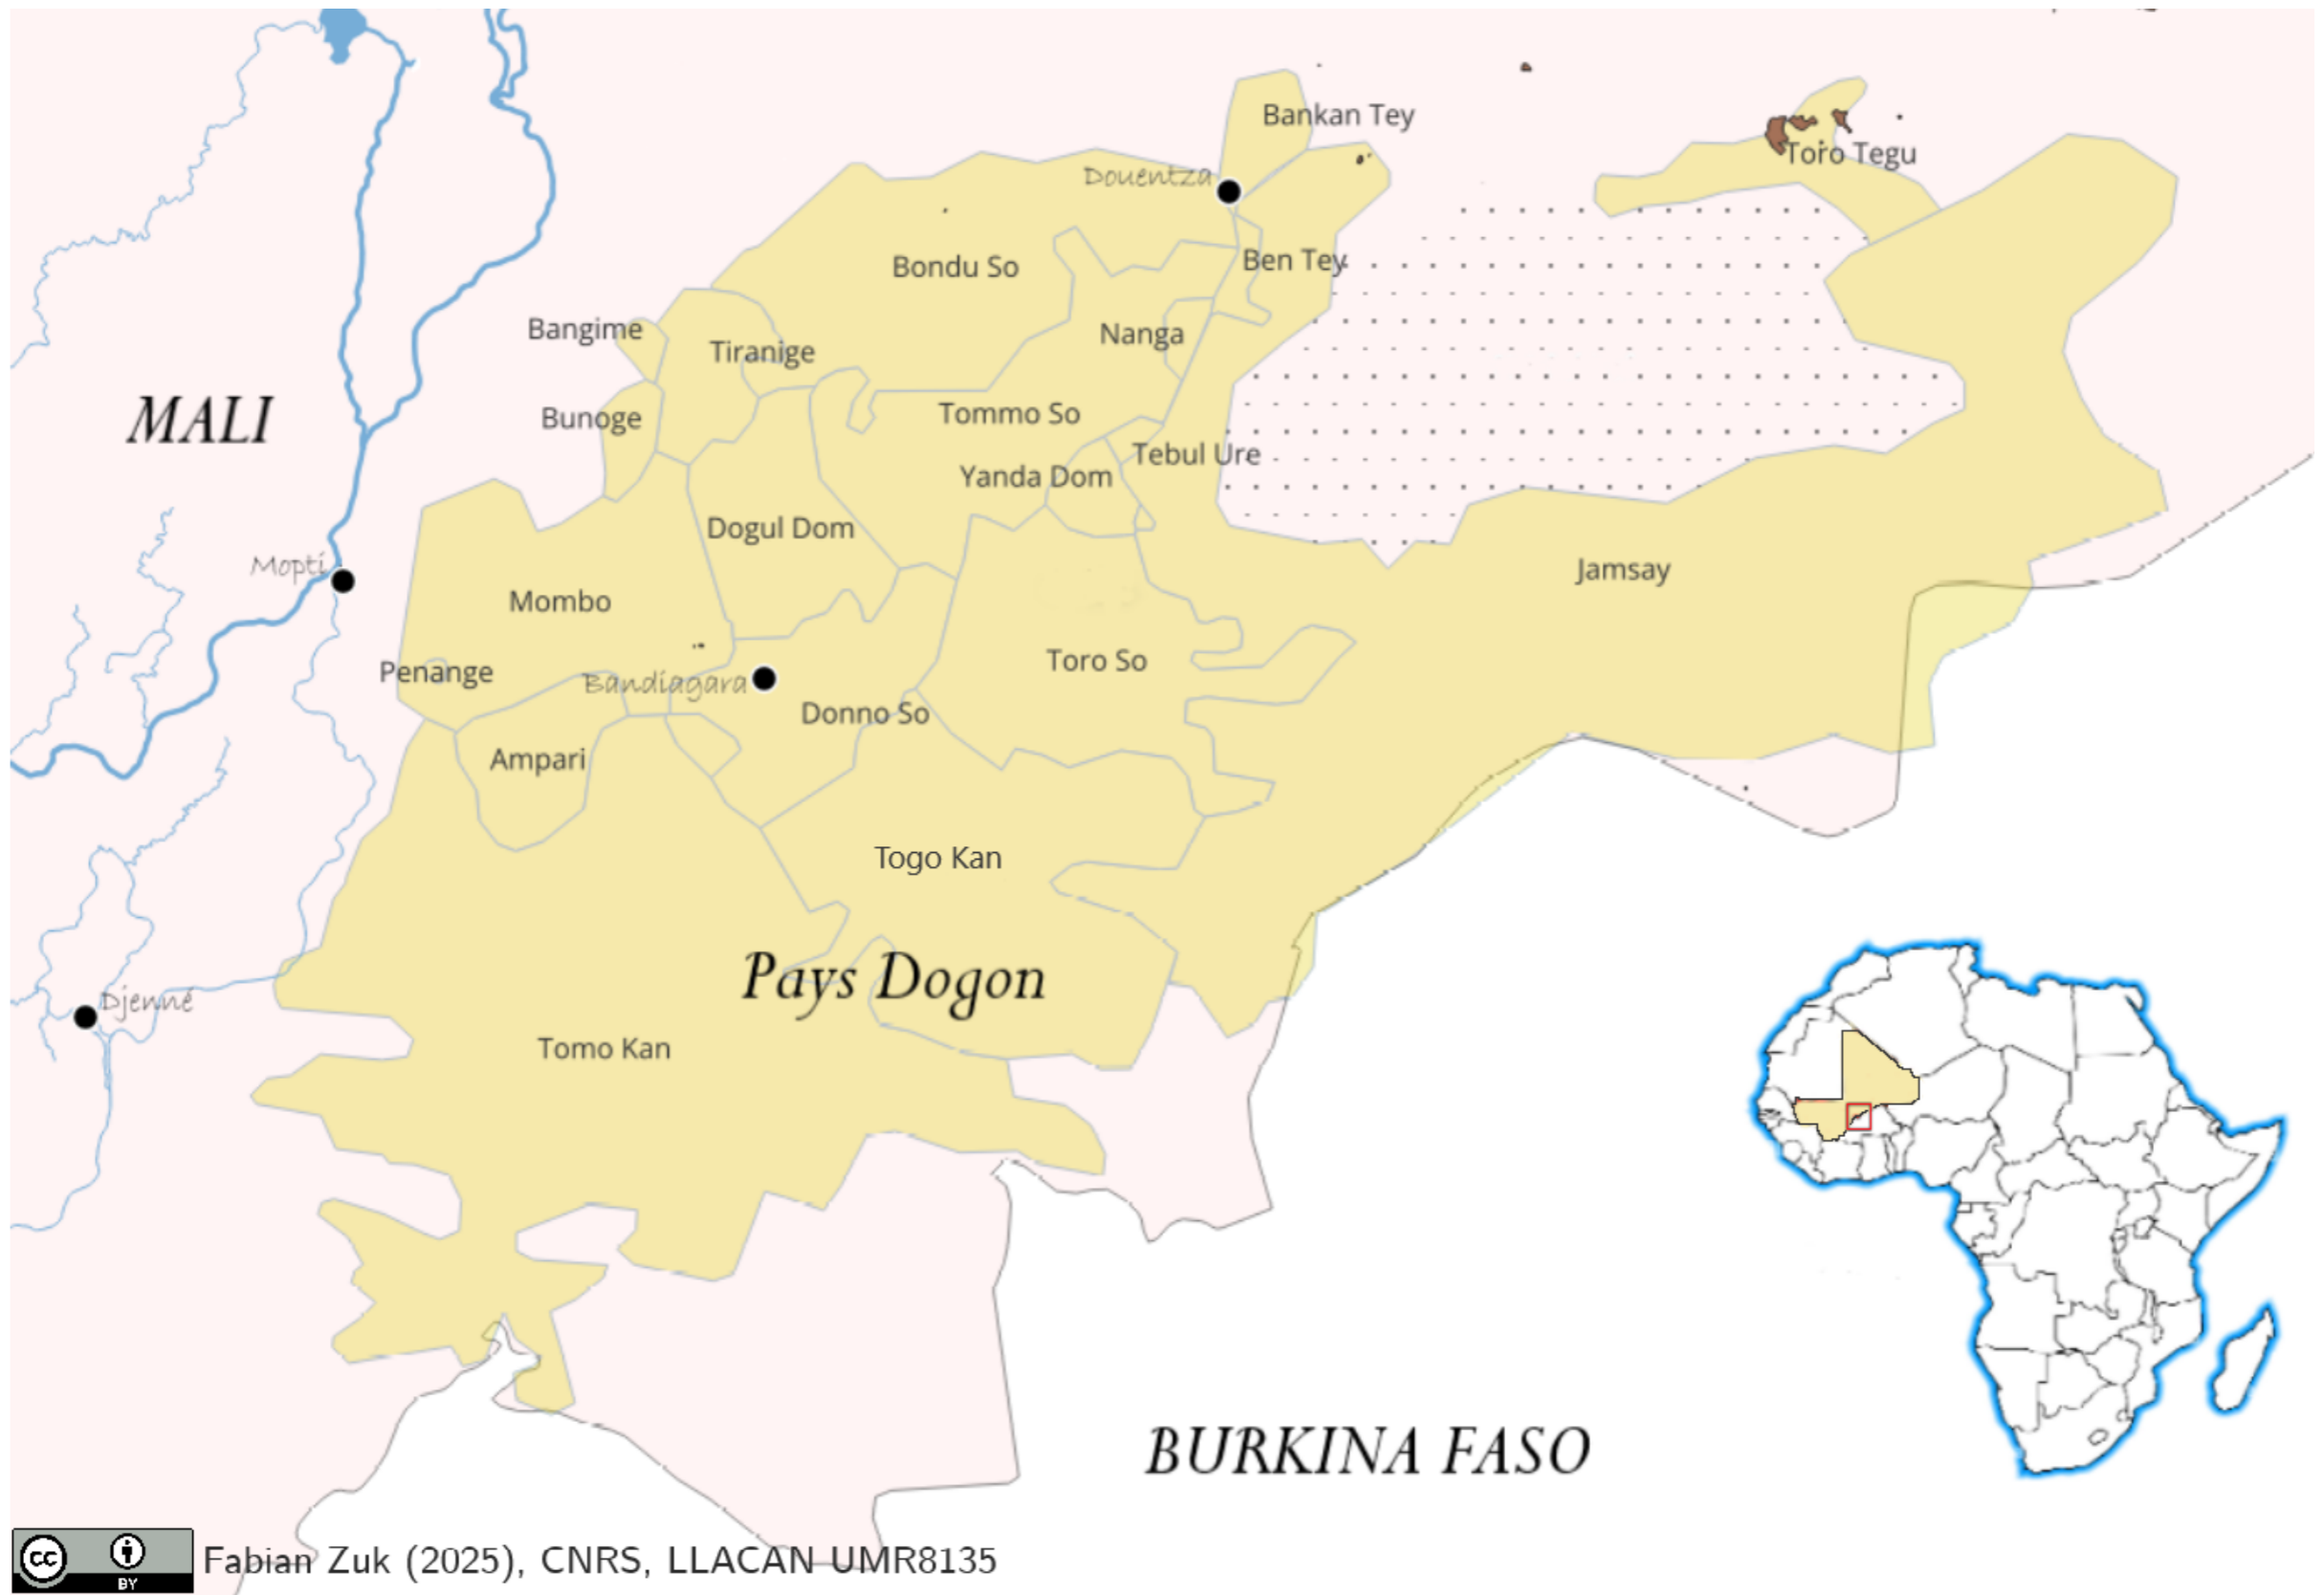 Bankan Tey
Toro Tegu
Douentza
Ben Tey
Bondu So
Bangime
Tiranige
Nanga
MALI
Bunoge
Tommo So
Tebul Ure
Yanda Dom
Dogul Dom
Mopti
Jamsay
Mombo
Toro So
Penange
Bandiagara
Donno So
Ampari
Togo Kan
Pays Dogon
Djenné
Tomo Kan
BURKINA FASO
cc BY
Fabian Zuk (2025), CNRS, LLACAN UMR8135